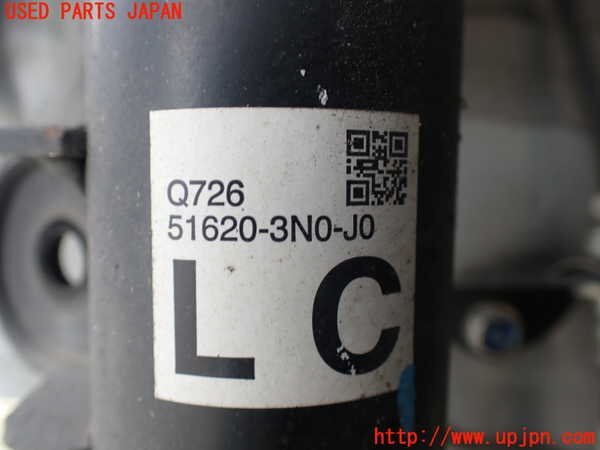 USED PARTS JAPAN
Q726
51620-3N0-J0
L C
http://www.upjpn.com/